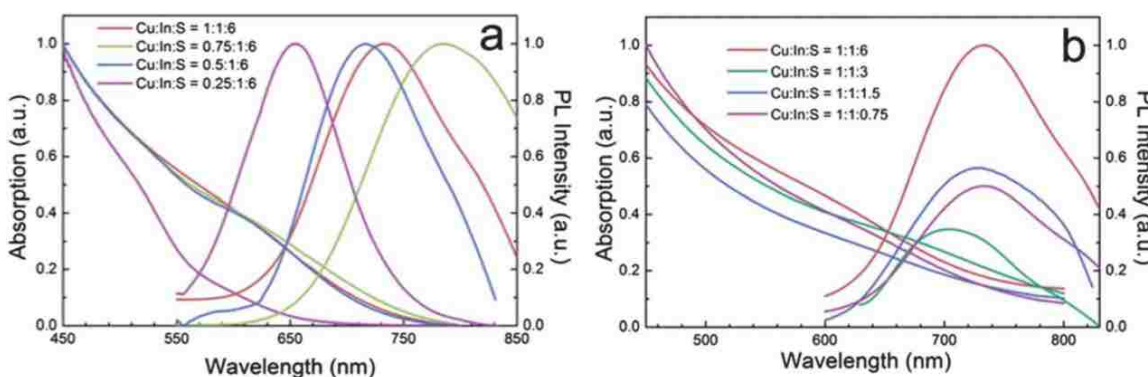 a
Cu:In:S = 1:1:6
Cu:In:S = 0.75:1:6
Cu:In:S = 0.5:1:6
Cu:In:S = 0.25:1:6
1.0
0.8
0.6
0.4
0.2
0.0
Absorption (a.u.)
450
550
650
750
850
Wavelength (nm)
1.0
0.8
0.6
0.4
0.2
0.0
PL Intensity (a.u.)
b
Cu:In:S = 1:1:6
Cu:In:S = 1:1:3
Cu:In:S = 1:1:1.5
Cu:In:S = 1:1:0.75
1.0
0.8
0.6
0.4
0.2
0.0
Absorption (a.u.)
500
600
700
800
Wavelength (nm)
1.0
0.8
0.6
0.4
0.2
0.0
PL Intensity (a.u.)